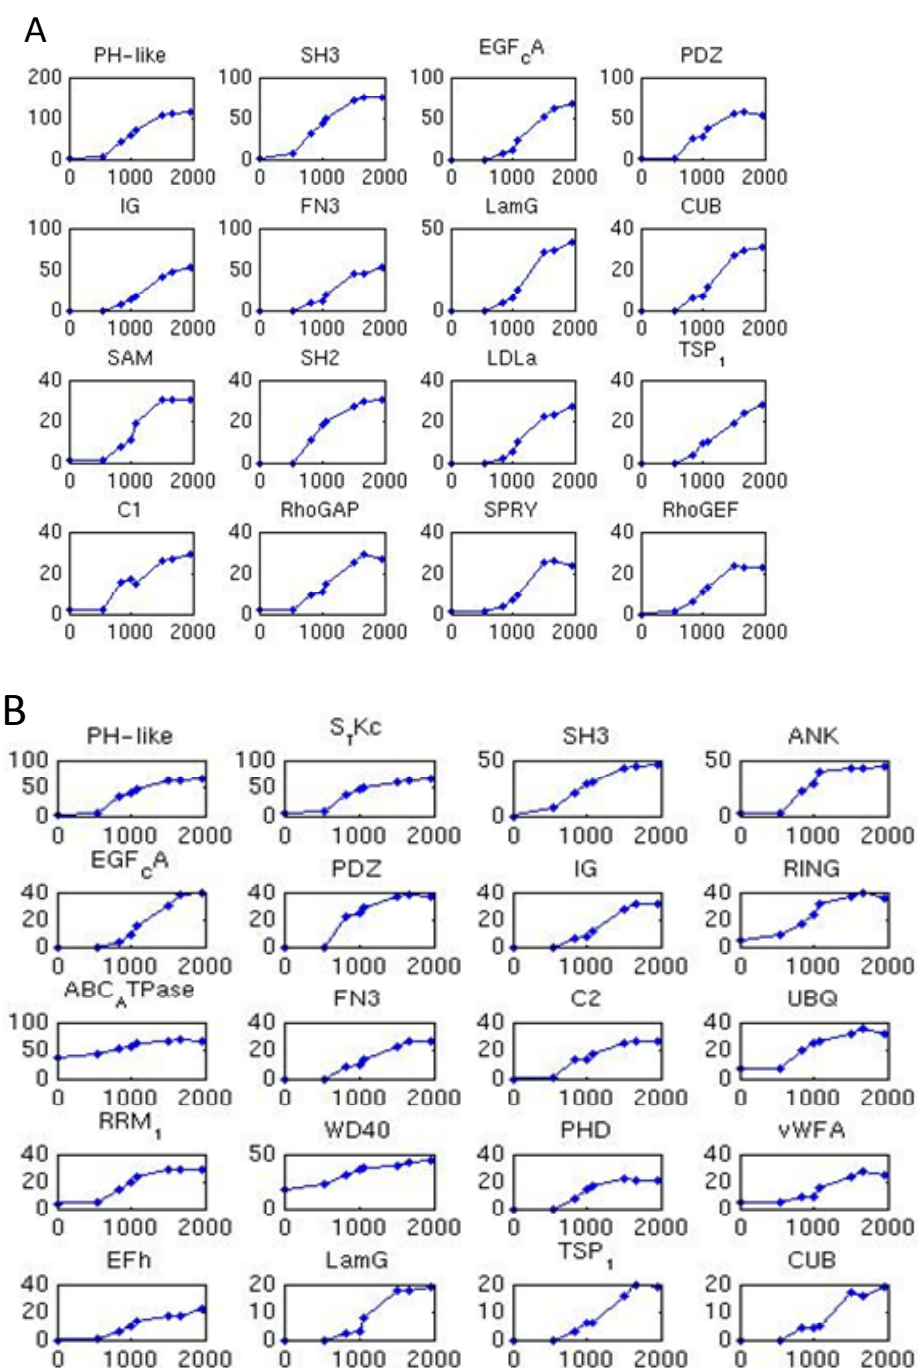 A
PH-like SH3 EGF_cA PDZ
200 100 100 100
100 50 50 50
0 0 0 0
0 1000 2000 0 1000 2000 0 1000 2000 0 1000 2000
IG FN3 LamG CUB
100 100 50 40
50 50 20
0 0 0 0
0 1000 2000 0 1000 2000 0 1000 2000 0 1000 2000
SAM SH2 LDLa TSP_1
40 40 40 40
20 20 20 20
0 0 0 0
0 1000 2000 0 1000 2000 0 1000 2000 0 1000 2000
C1 RhoGAP SPRY RhoGEF
40 40 40 40
20 20 20 20
0 0 0 0
0 1000 2000 0 1000 2000 0 1000 2000 0 1000 2000
B
PH-like S_TKc SH3 ANK
100 100 50 50
50 50
0 0 0 0
0 1000 2000 0 1000 2000 0 1000 2000 0 1000 2000
EGF_cA PDZ IG RING
40 40 40 40
20 20 20 20
0 0 0 0
0 1000 2000 0 1000 2000 0 1000 2000 0 1000 2000
ABC_ATPase FN3 C2 UBQ
100 40 40 40
50 20 20 20
0 0 0 0
0 1000 2000 0 1000 2000 0 1000 2000 0 1000 2000
RRM_1 WD40 PHD vWFA
40 50 40 40
20 20 20
0 0 0 0
0 1000 2000 0 1000 2000 0 1000 2000 0 1000 2000
EFh LamG TSP_1 CUB
40 20 20 20
20 10 10 10
0 0 0 0
0 1000 2000 0 1000 2000 0 1000 2000 0 1000 2000